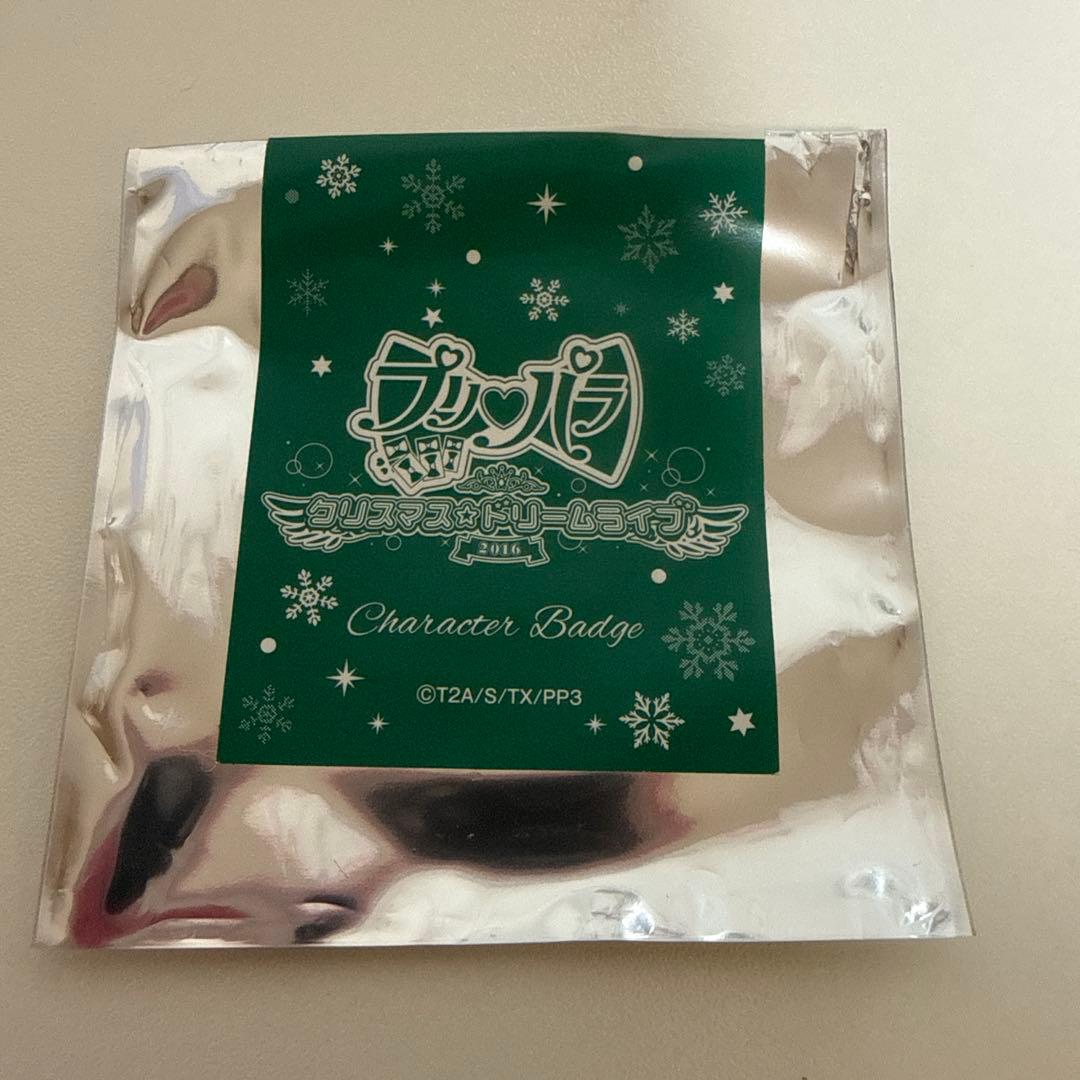 プリ♥パラ
クリスマス☆ドリームライブ
2016
Character Badge
©T2A/S/TX/PP3